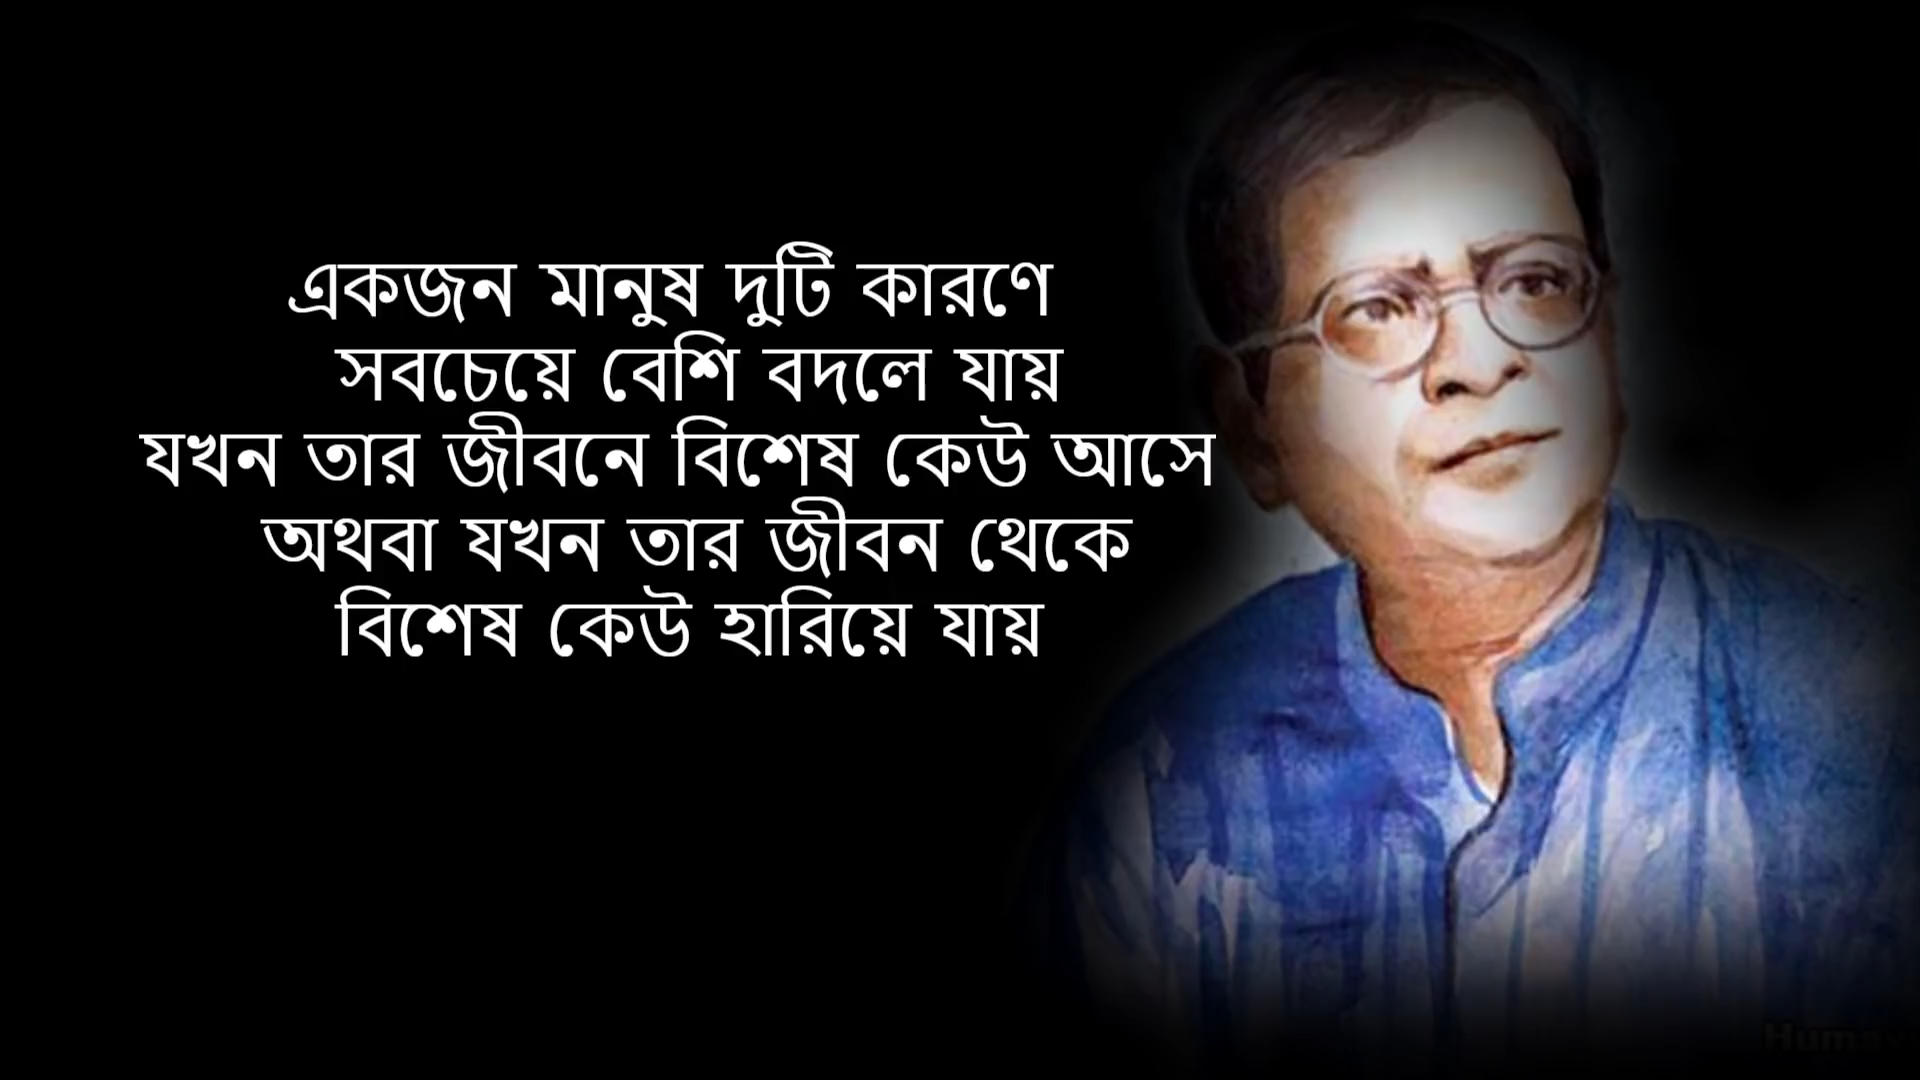 একজন মানুষ দুটি কারণে
সবচেয়ে বেশি বদলে যায়
যখন তার জীবনে বিশেষ কেউ আসে
অথবা যখন তার জীবন থেকে
বিশেষ কেউ হারিয়ে যায়